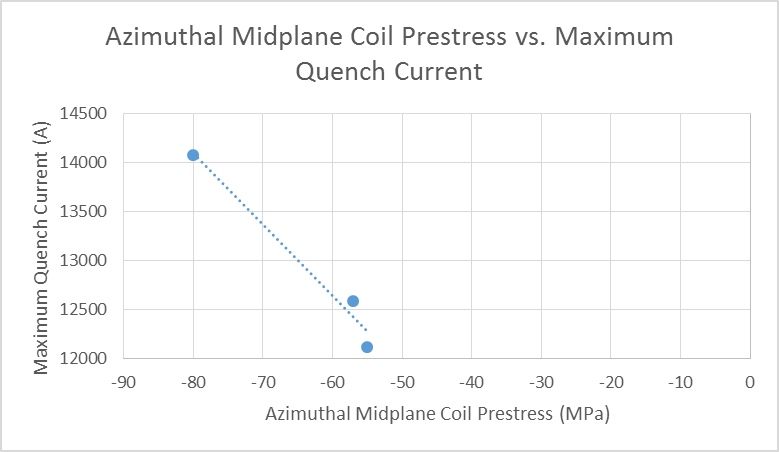 Azimuthal Midplane Coil Prestress vs. Maximum
Quench Current
Maximum Quench Current (A)
14500
14000
13500
13000
12500
12000
-90 -80 -70 -60 -50 -40 -30 -20 -10 0
Azimuthal Midplane Coil Prestress (MPa)